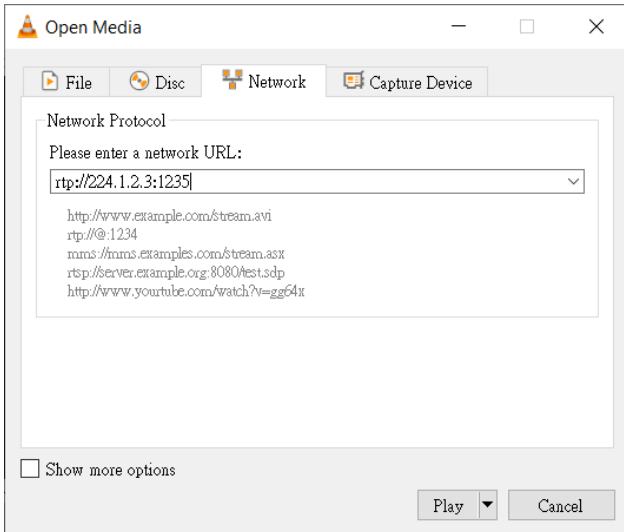 Open Media
File Disc Network Capture Device
Network Protocol
Please enter a network URL:
rtp://224.1.2.3:1235
http://www.example.com/stream.avi
rtp://@:1234
mms://mms.examples.com/stream.asx
rtsp://server.example.org:8080/test.sdp
http://www.yourtube.com/watch?v=gg64x
Show more options
Play Cancel